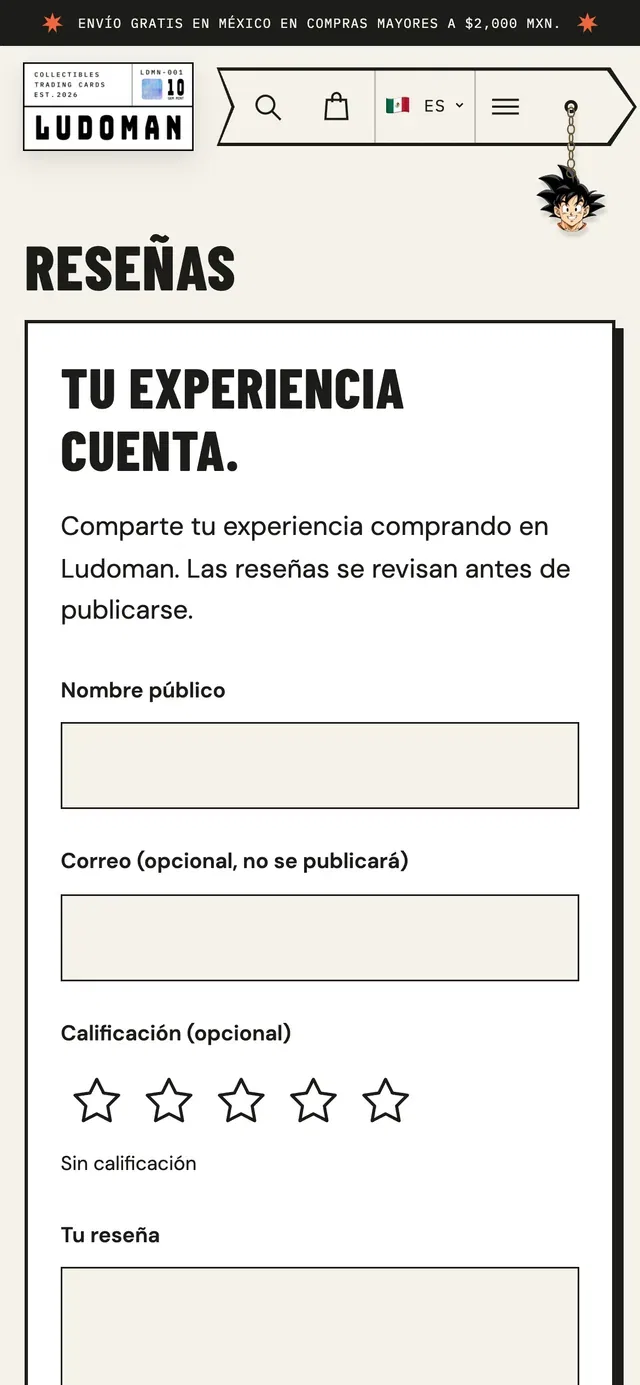 ENVÍO GRATIS EN MÉXICO EN COMPRAS MAYORES A $2,000 MXN.
COLLECTIBLES
TRADING CARDS
EST.2026
LDMN-001
10
GEM MINT
LUDOMAN
ES
RESEÑAS
TU EXPERIENCIA
CUENTA.
Comparte tu experiencia comprando en
Ludoman. Las reseñas se revisan antes de
publicarse.
Nombre público
Correo (opcional, no se publicará)
Calificación (opcional)
Sin calificación
Tu reseña